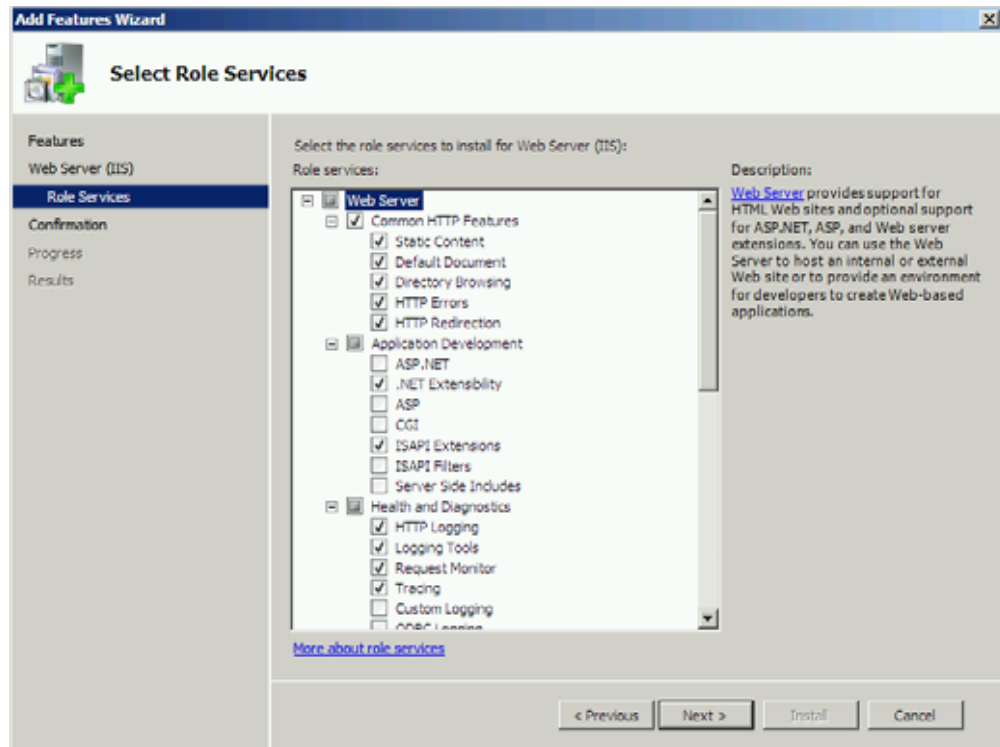 Add Features Wizard
Select Role Services
Features
Web Server (IIS)
Role Services
Confirmation
Progress
Results
Select the role services to install for Web Server (IIS):
Role services:
Web Server
Common HTTP Features
Static Content
Default Document
Directory Browsing
HTTP Errors
HTTP Redirection
Application Development
ASP.NET
.NET Extensibility
ASP
CGI
ISAPI Extensions
ISAPI Filters
Server Side Includes
Health and Diagnostics
HTTP Logging
Logging Tools
Request Monitor
Tracing
Custom Logging
ODBC Logging
More about role services
Description:
Web Server provides support for
HTML Web sites and optional support
for ASP.NET, ASP, and Web server
extensions. You can use the Web
Server to host an internal or external
Web site or to provide an environment
for developers to create Web-based
applications.
< Previous
Next >
Install
Cancel